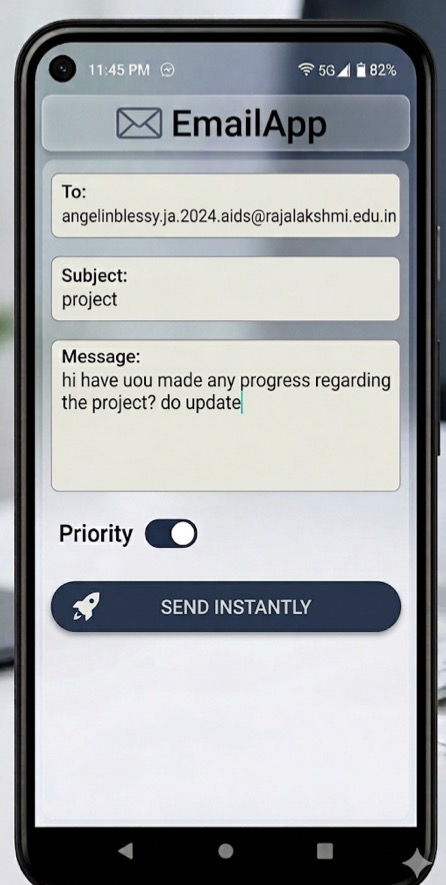 11:45 PM 5G 82%
EmailApp
To:
angelinblessy.ja.2024.aids@rajalakshmi.edu.in
Subject:
project
Message:
hi have uou made any progress regarding
the project? do update
Priority
SEND INSTANTLY